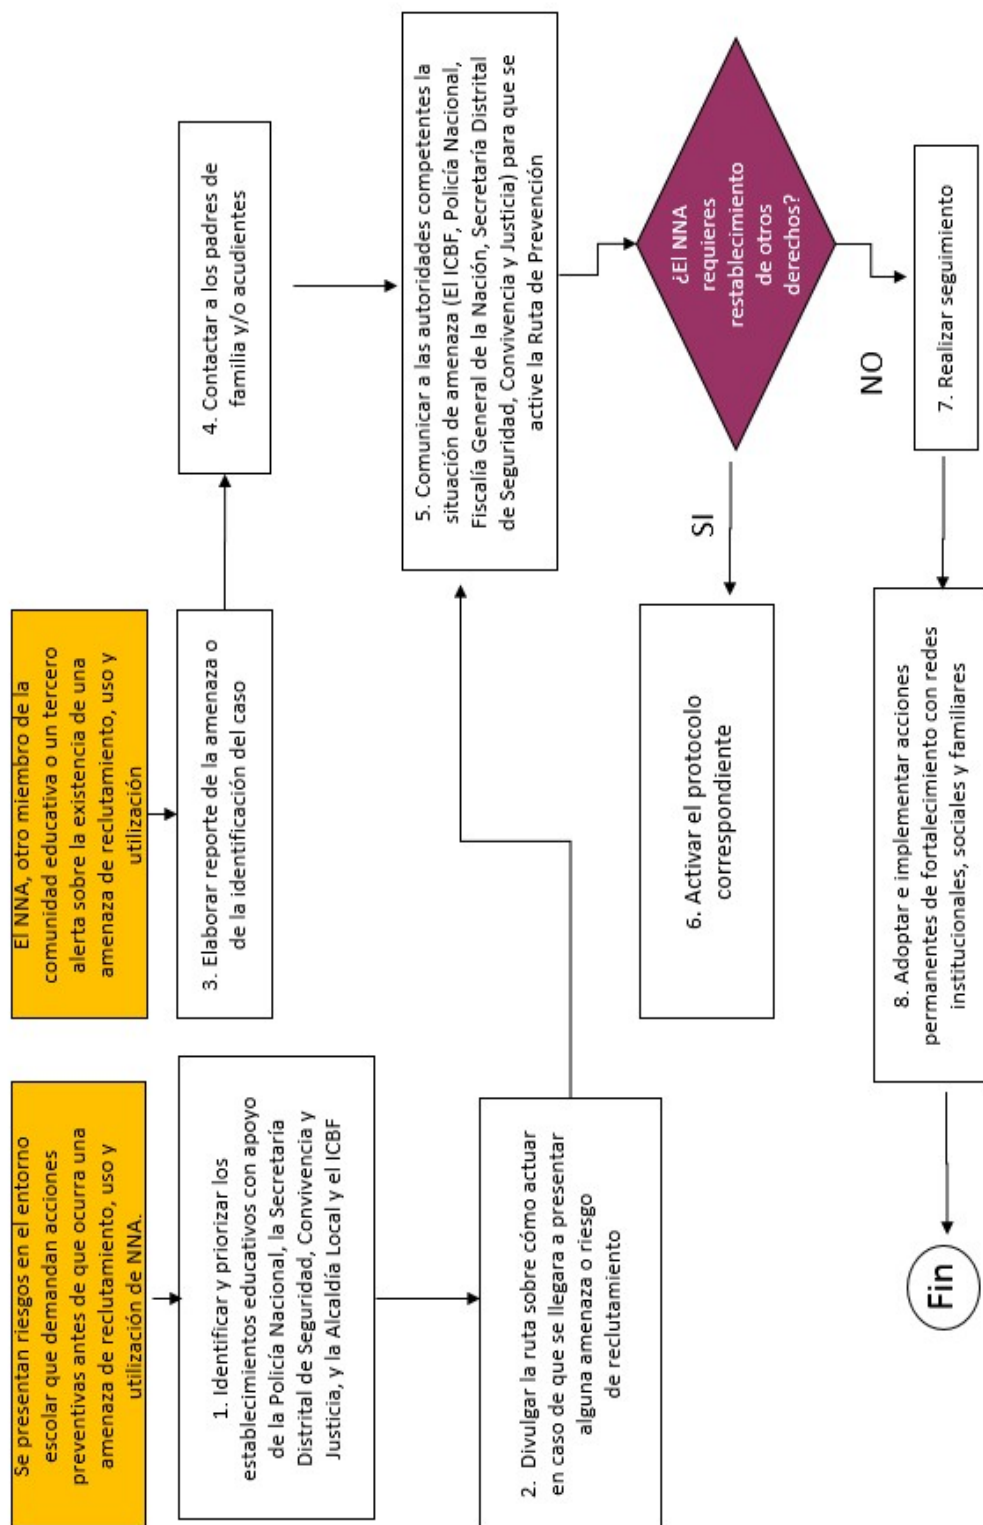 Se presentan riesgos en el entorno
escolar que demandan acciones
preventivas antes de que ocurra una
amenaza de reclutamiento, uso y
utilización de NNA.
1. Identificar y priorizar los
establecimientos educativos con apoyo
de la Policía Nacional, la Secretaría
Distrital de Seguridad, Convivencia y
Justicia, y la Alcaldía Local y el ICBF
2. Divulgar la ruta sobre cómo actuar
en caso de que se llegara a presentar
alguna amenaza o riesgo
de reclutamiento
El NNA, otro miembro de la
comunidad educativa o un tercero
alerta sobre la existencia de una
amenaza de reclutamiento, uso y
utilización
3. Elaborar reporte de la amenaza o
de la identificación del caso
4. Contactar a los padres de
familia y/o acudientes
5. Comunicar a las autoridades competentes la
situación de amenaza (El ICBF, Policía Nacional,
Fiscalía General de la Nación, Secretaría Distrital
de Seguridad, Convivencia y Justicia) para que se
active la Ruta de Prevención
¿El NNA
requieres
restablecimiento
de otros
derechos?
SI
6. Activar el protocolo
correspondiente
NO
7. Realizar seguimiento
8. Adoptar e implementar acciones
permanentes de fortalecimiento con redes
institucionales, sociales y familiares
Fin